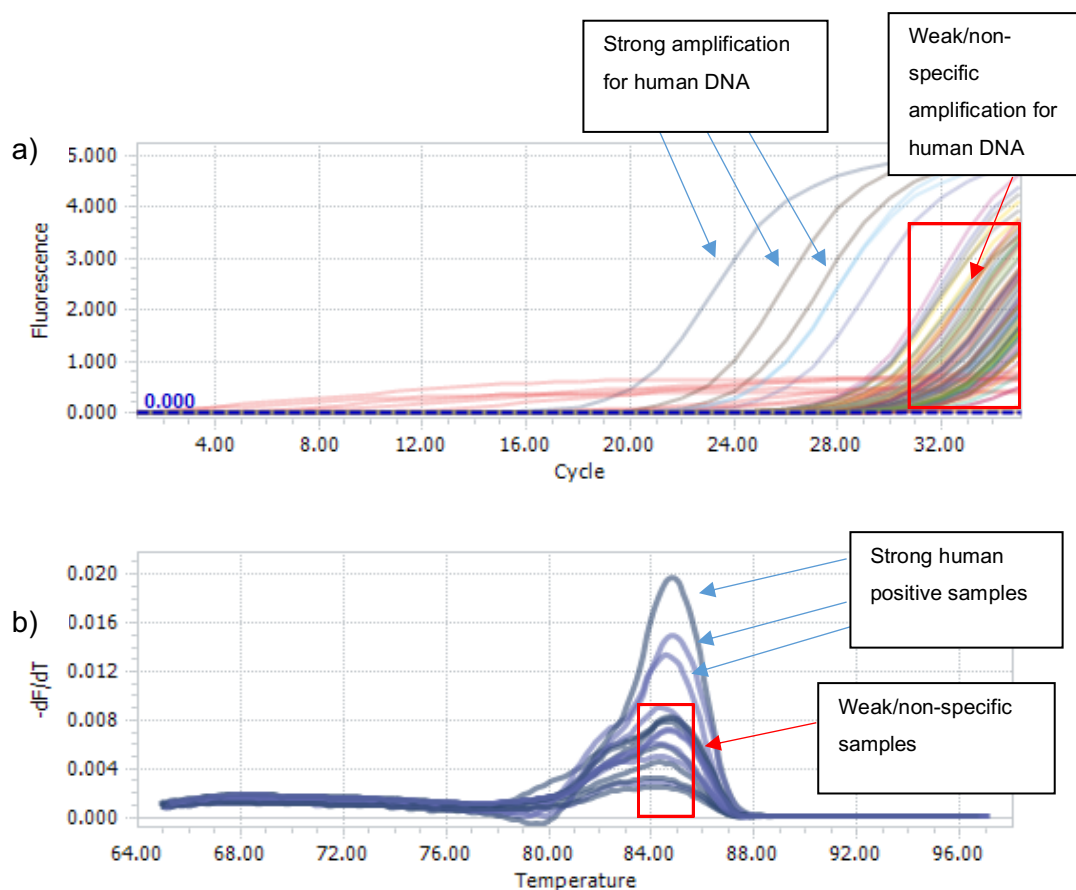 Strong amplification
for human DNA
Weak/non-
specific
amplification for
human DNA
a)
5.000
4.000
3.000
2.000
1.000
0.000
0.000
Fluorescence
4.00 8.00 12.00 16.00 20.00 24.00 28.00 32.00
Cycle
b)
0.020
0.016
0.012
0.008
0.004
0.000
-dF/dT
Strong human
positive samples
Weak/non-specific
samples
64.00 68.00 72.00 76.00 80.00 84.00 88.00 92.00 96.00
Temperature